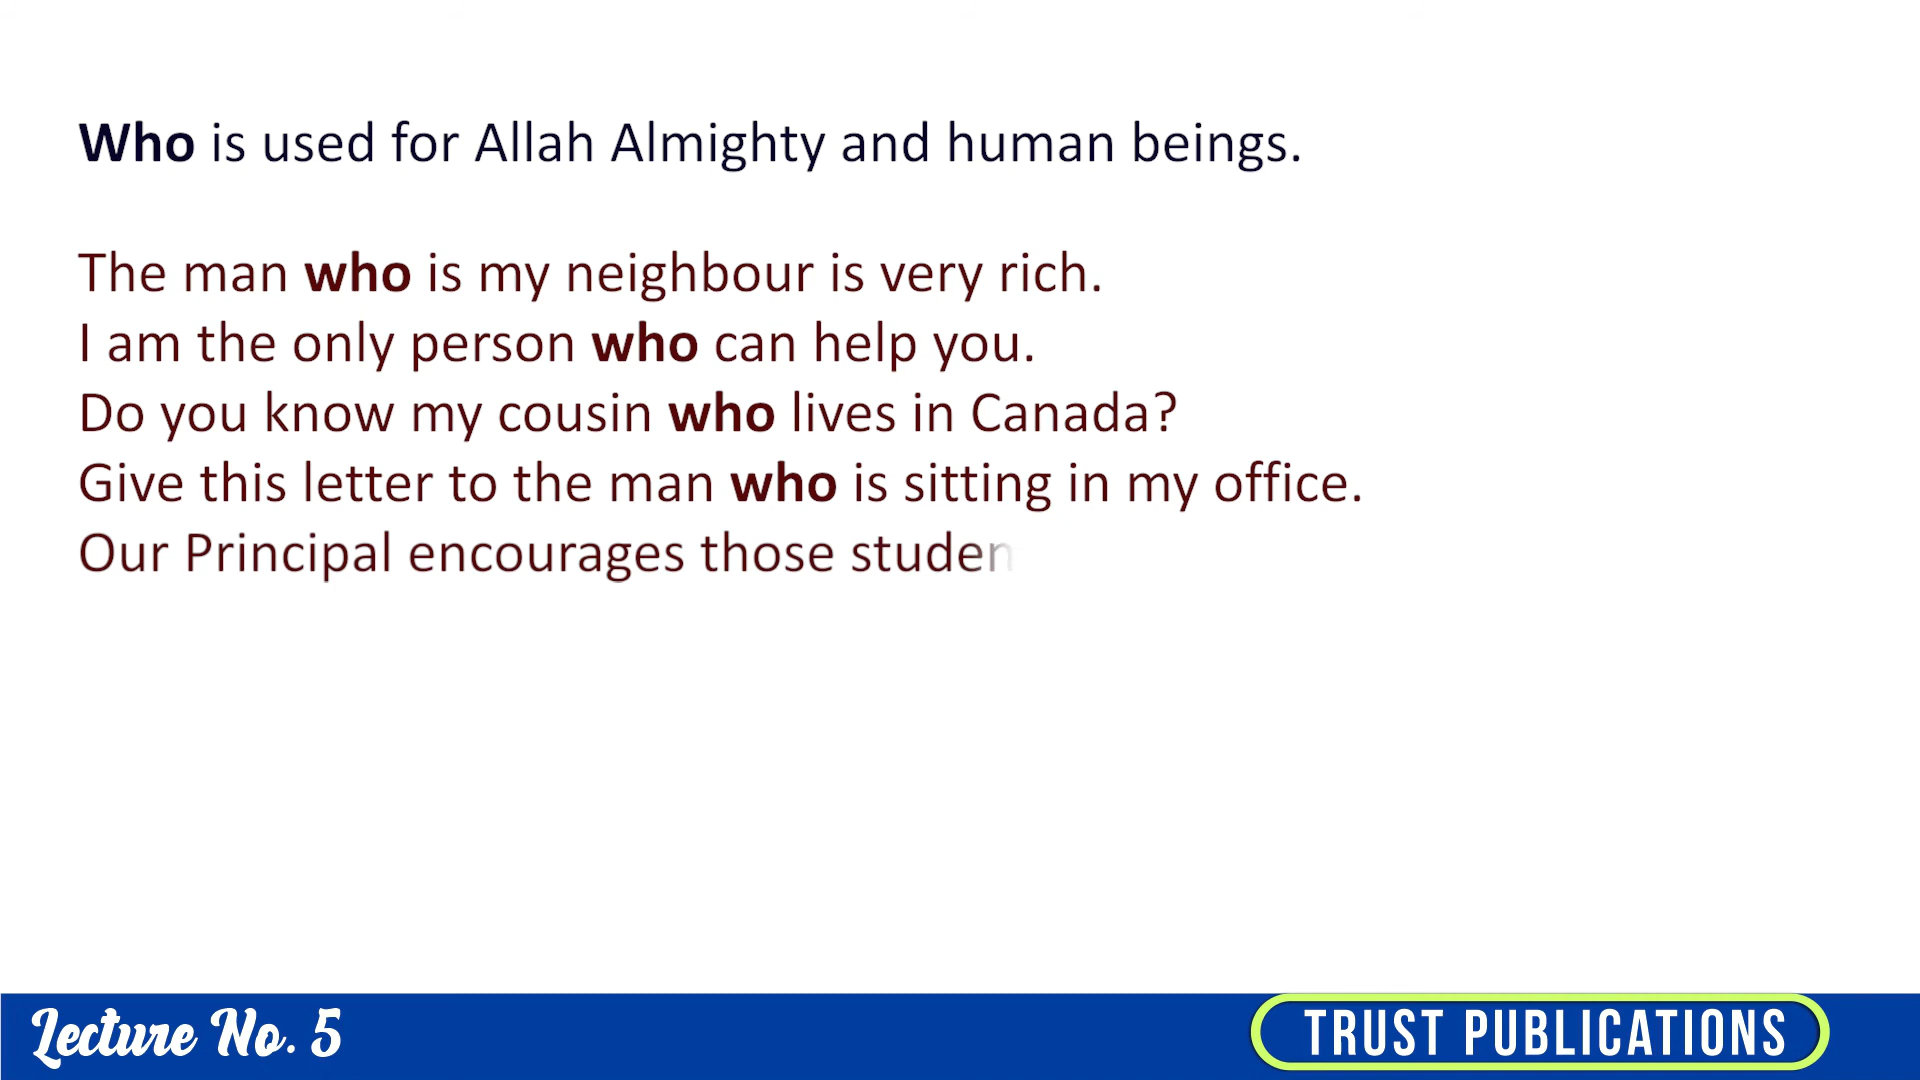 Who is used for Allah Almighty and human beings.
The man who is my neighbour is very rich.
I am the only person who can help you.
Do you know my cousin who lives in Canada?
Give this letter to the man who is sitting in my office.
Our Principal encourages those
Lecture No. 5
TRUST PUBLICATIONS